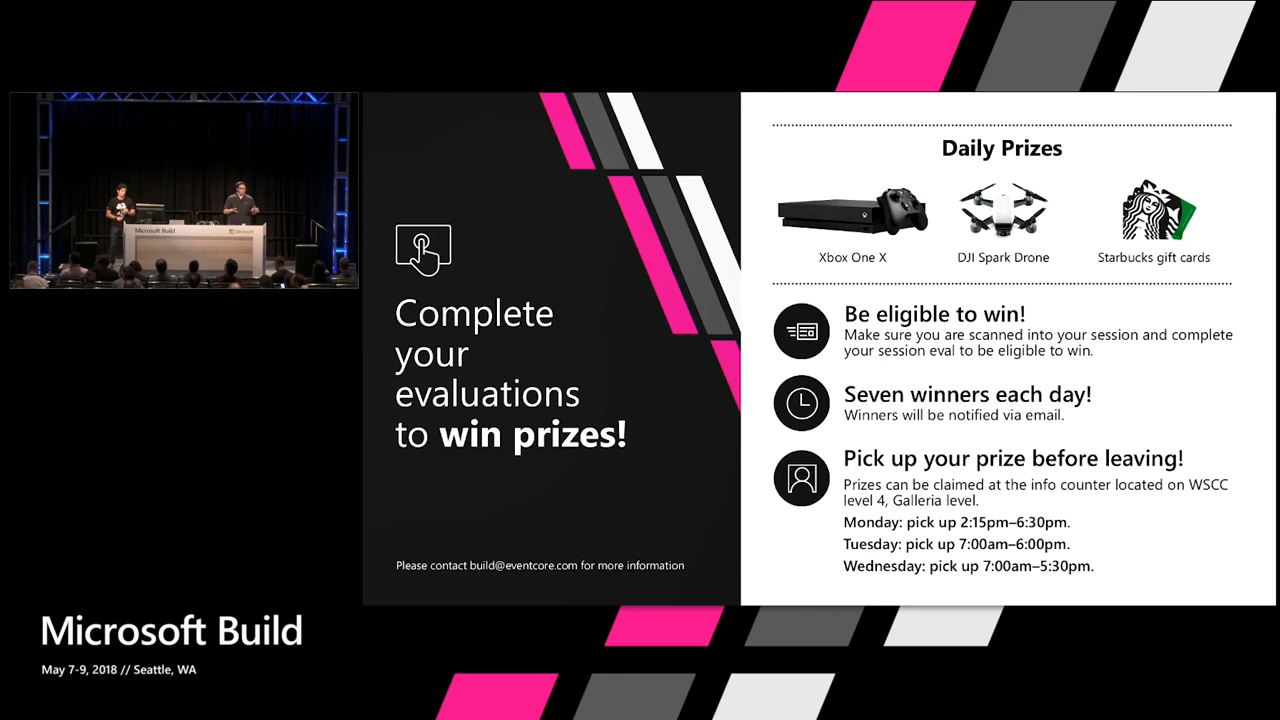 Microsoft Build
Microsoft
Complete
your
evaluations
to win prizes!
Please contact build@eventcore.com for more information
Daily Prizes
Xbox One X
DJI Spark Drone
Starbucks gift cards
Be eligible to win!
Make sure you are scanned into your session and complete
your session eval to be eligible to win.
Seven winners each day!
Winners will be notified via email.
Pick up your prize before leaving!
Prizes can be claimed at the info counter located on WSCC
level 4, Galleria level.
Monday: pick up 2:15pm–6:30pm.
Tuesday: pick up 7:00am–6:00pm.
Wednesday: pick up 7:00am–5:30pm.
Microsoft Build
May 7-9, 2018 // Seattle, WA